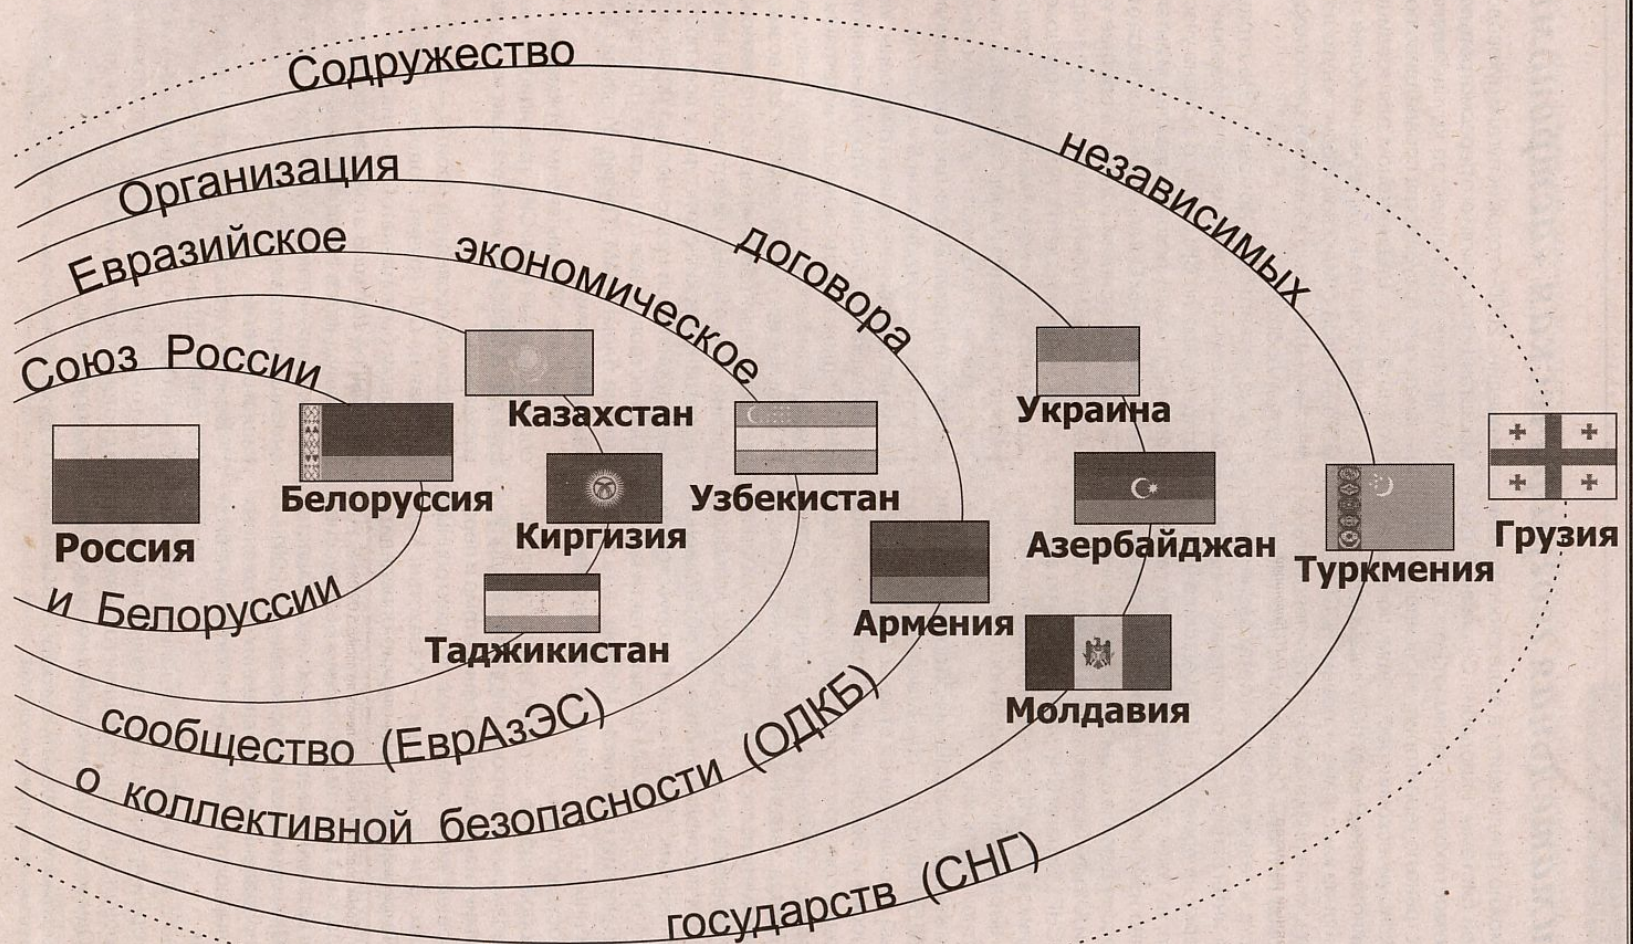 Содружество
независимых
Организация
договора
Евразийское экономическое
Союз России
Казахстан
Украина
Белоруссия
Киргизия
Узбекистан
Россия
Азербайджан
Туркмения
Грузия
и Белоруссии
Таджикистан
Армения
Молдавия
сообщество (ЕврАзЭС)
о коллективной безопасности (ОДКБ)
государств (СНГ)